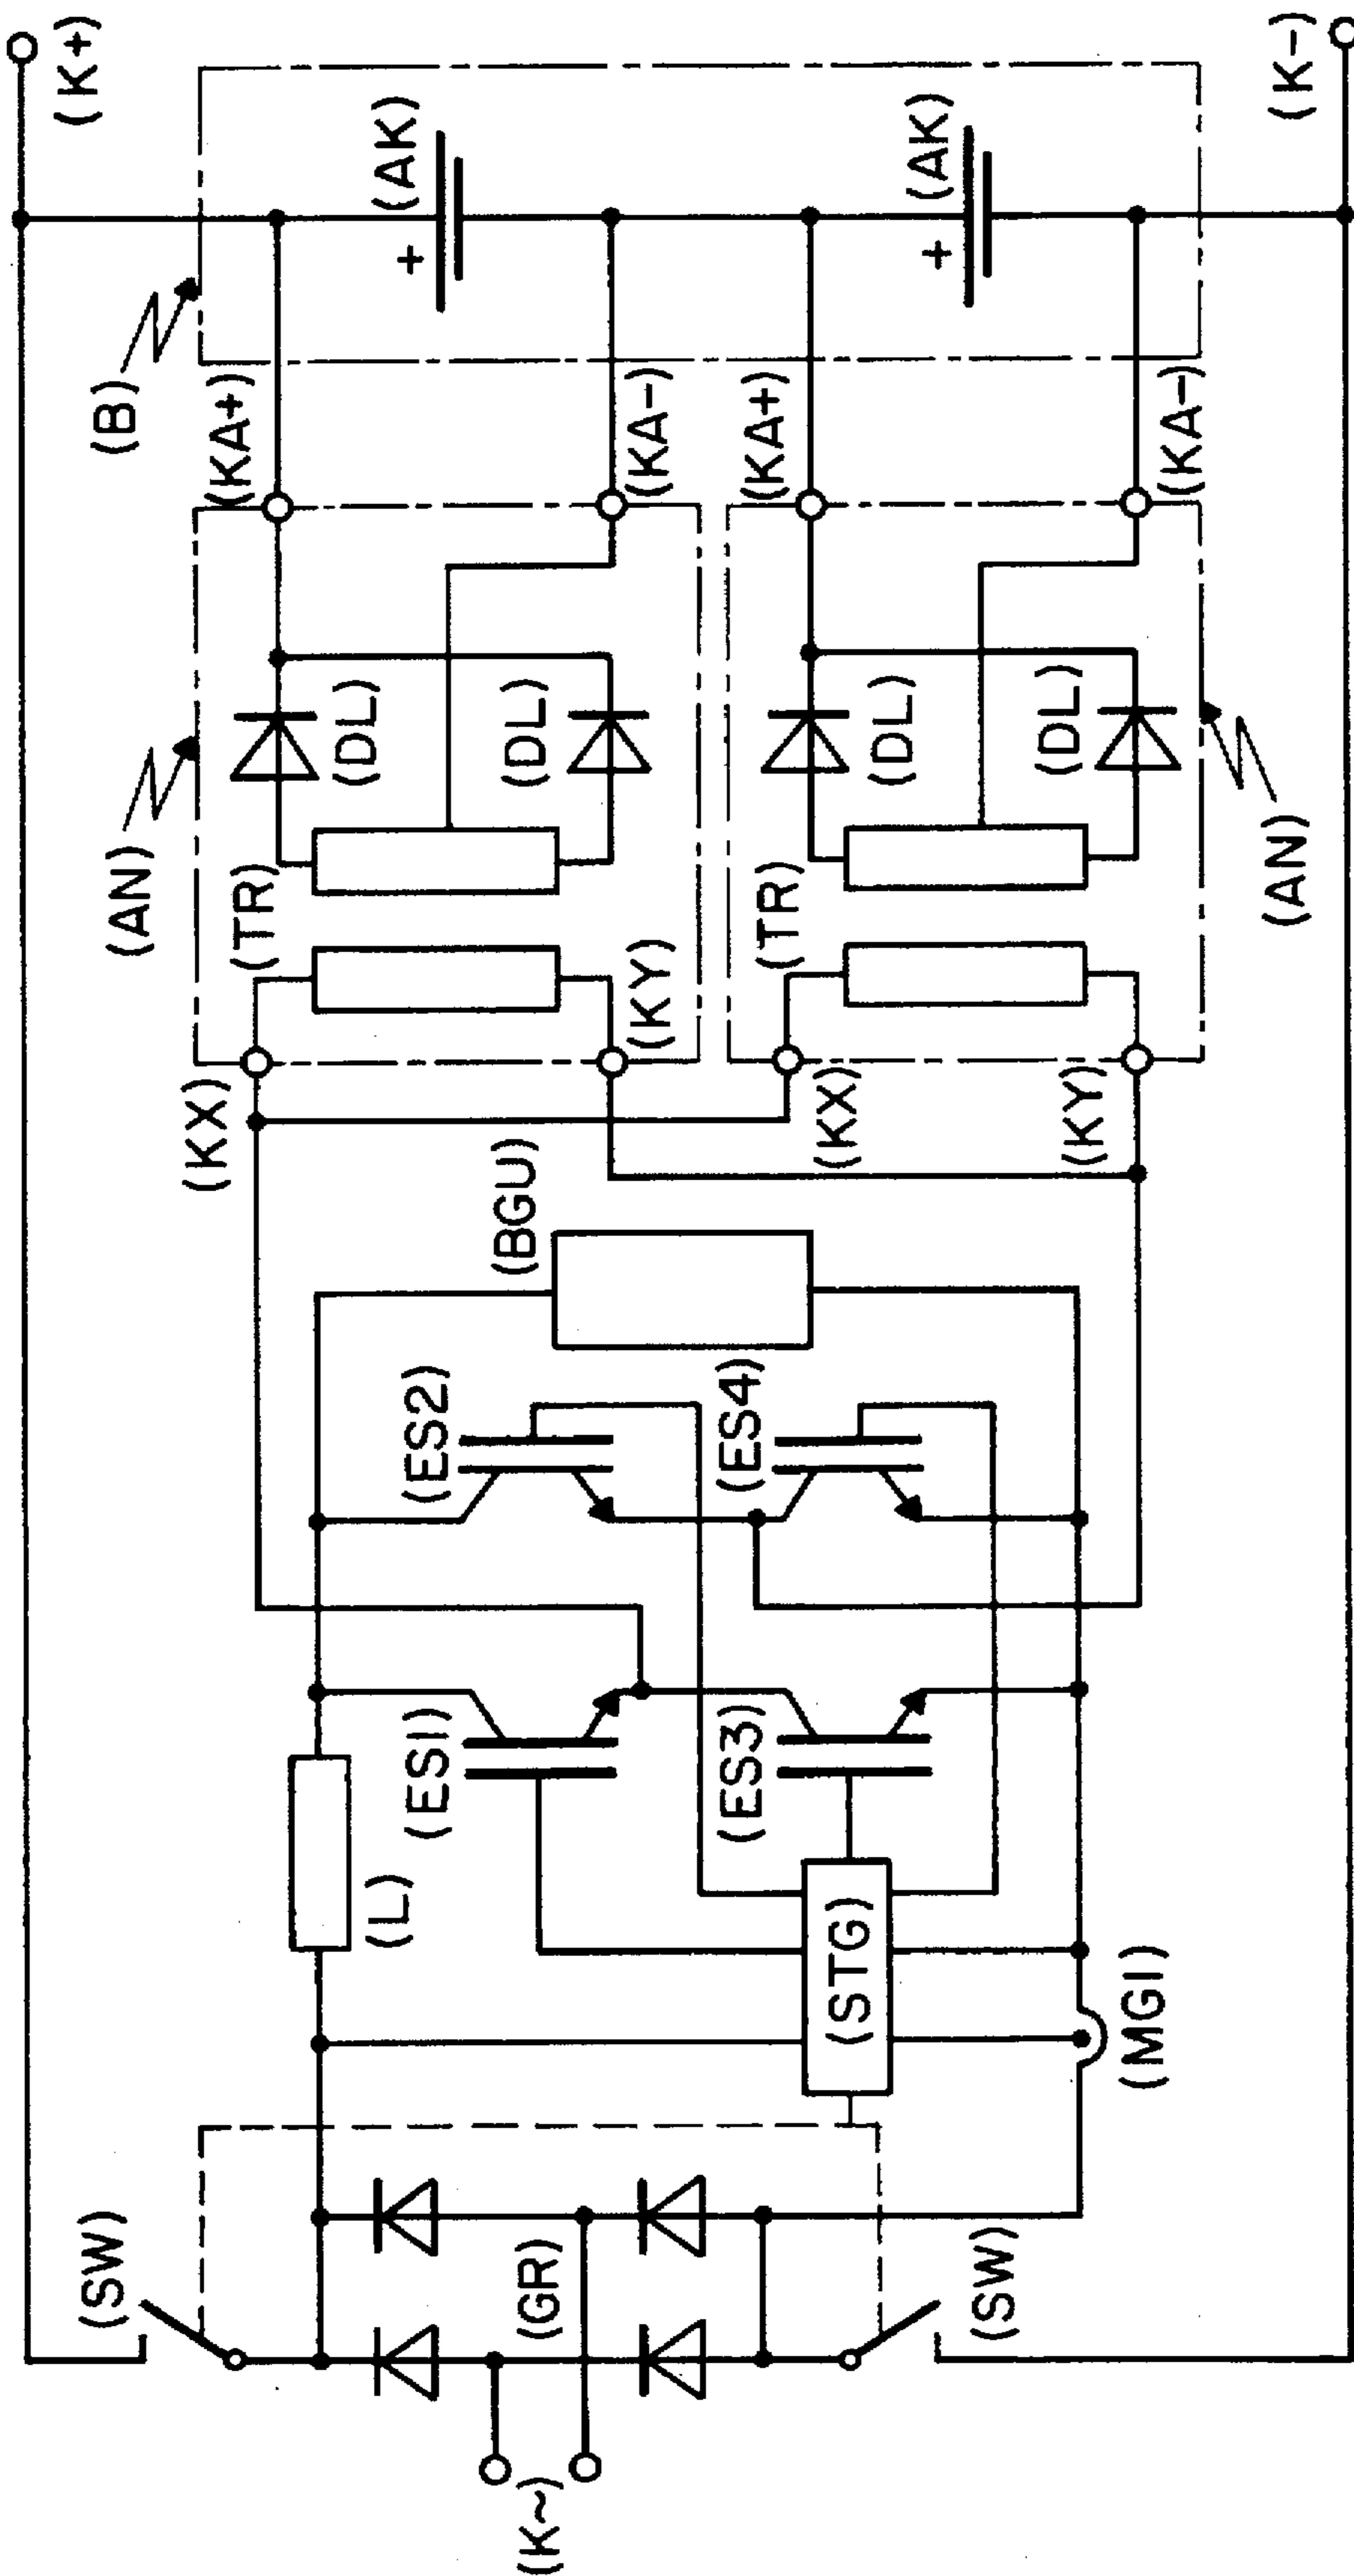 (K+)
(K-)
(B)
(AK)
+
(AK)
+
(KA+)
(KA-)
(KA+)
(KA-)
(AN)
(DL)
(DL)
(DL)
(DL)
(AN)
(TR)
(TR)
(KX)
(KY)
(KX)
(KY)
(BGU)
(ES2)
(ES4)
(ES1)
(ES3)
(L)
(STG)
(MG1)
(SW)
(GR)
(SW)
(K~)